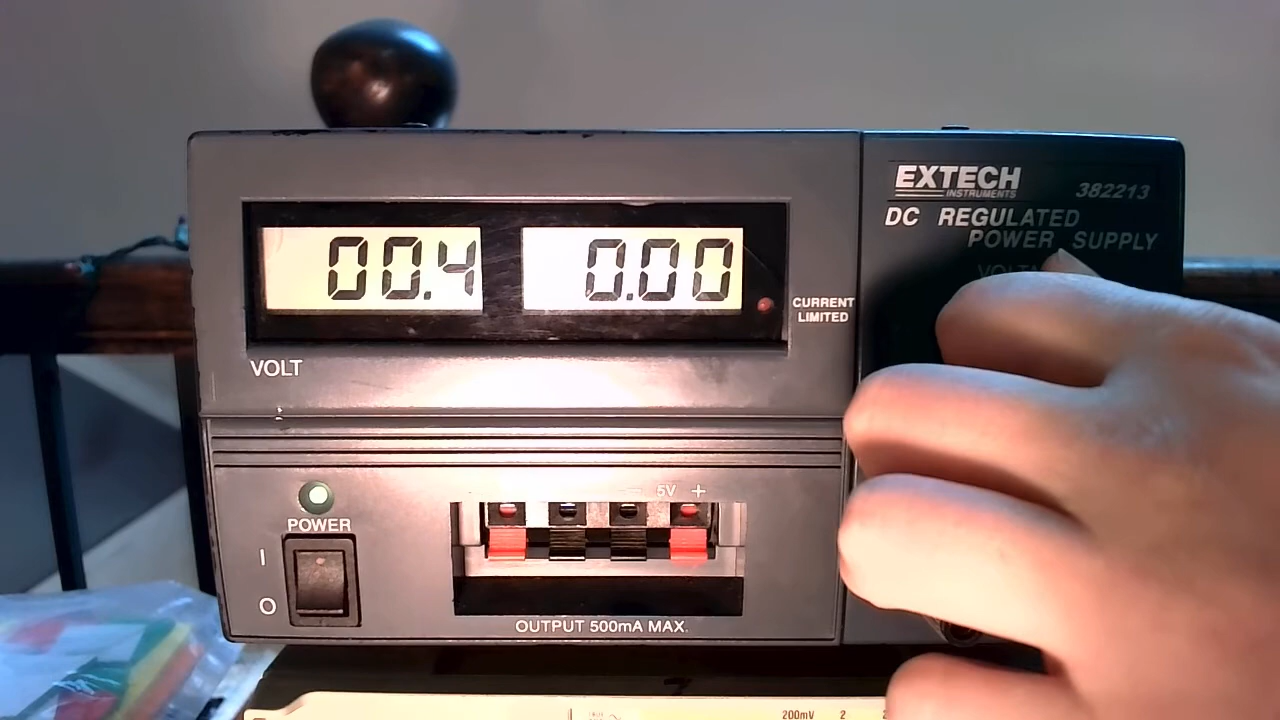 EXTECH
INSTRUMENTS
382213
DC REGULATED
POWER SUPPLY
00.4
0.00
CURRENT
LIMITED
VOLT
5V +
POWER
I
O
OUTPUT 500mA MAX.
200mV 2